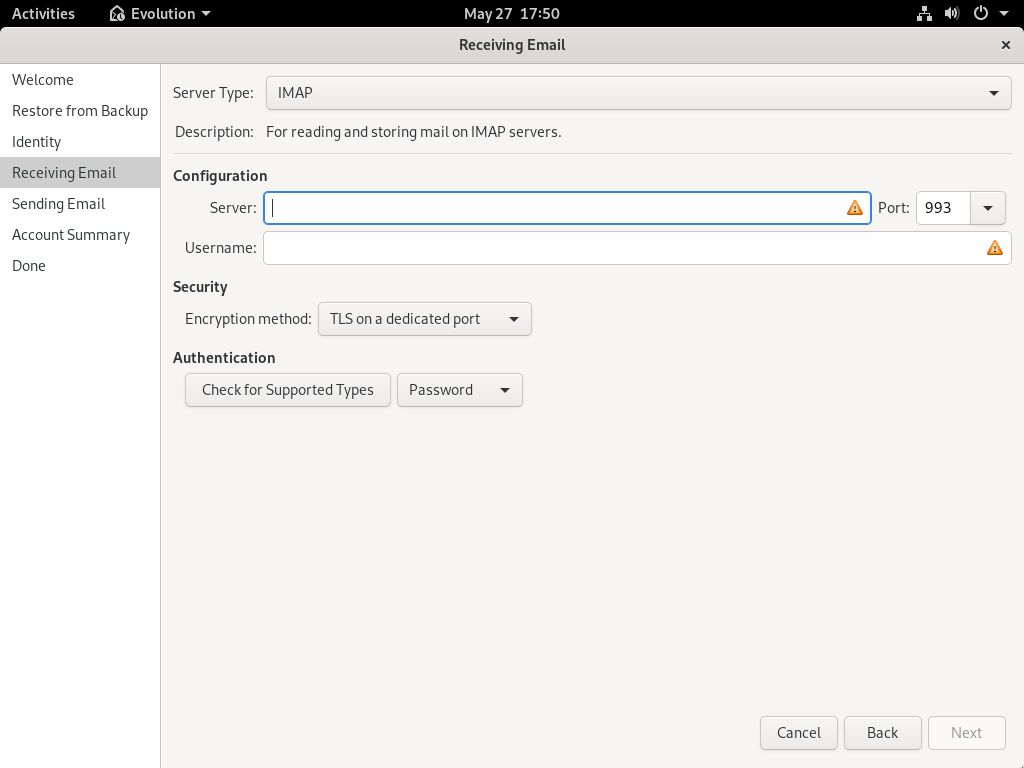 Activities Evolution May 27 17:50
Receiving Email
Welcome
Restore from Backup
Identity
Receiving Email
Sending Email
Account Summary
Done
Server Type: IMAP
Description: For reading and storing mail on IMAP servers.
Configuration
Server: Port: 993
Username:
Security
Encryption method: TLS on a dedicated port
Authentication
Check for Supported Types Password
Cancel Back Next